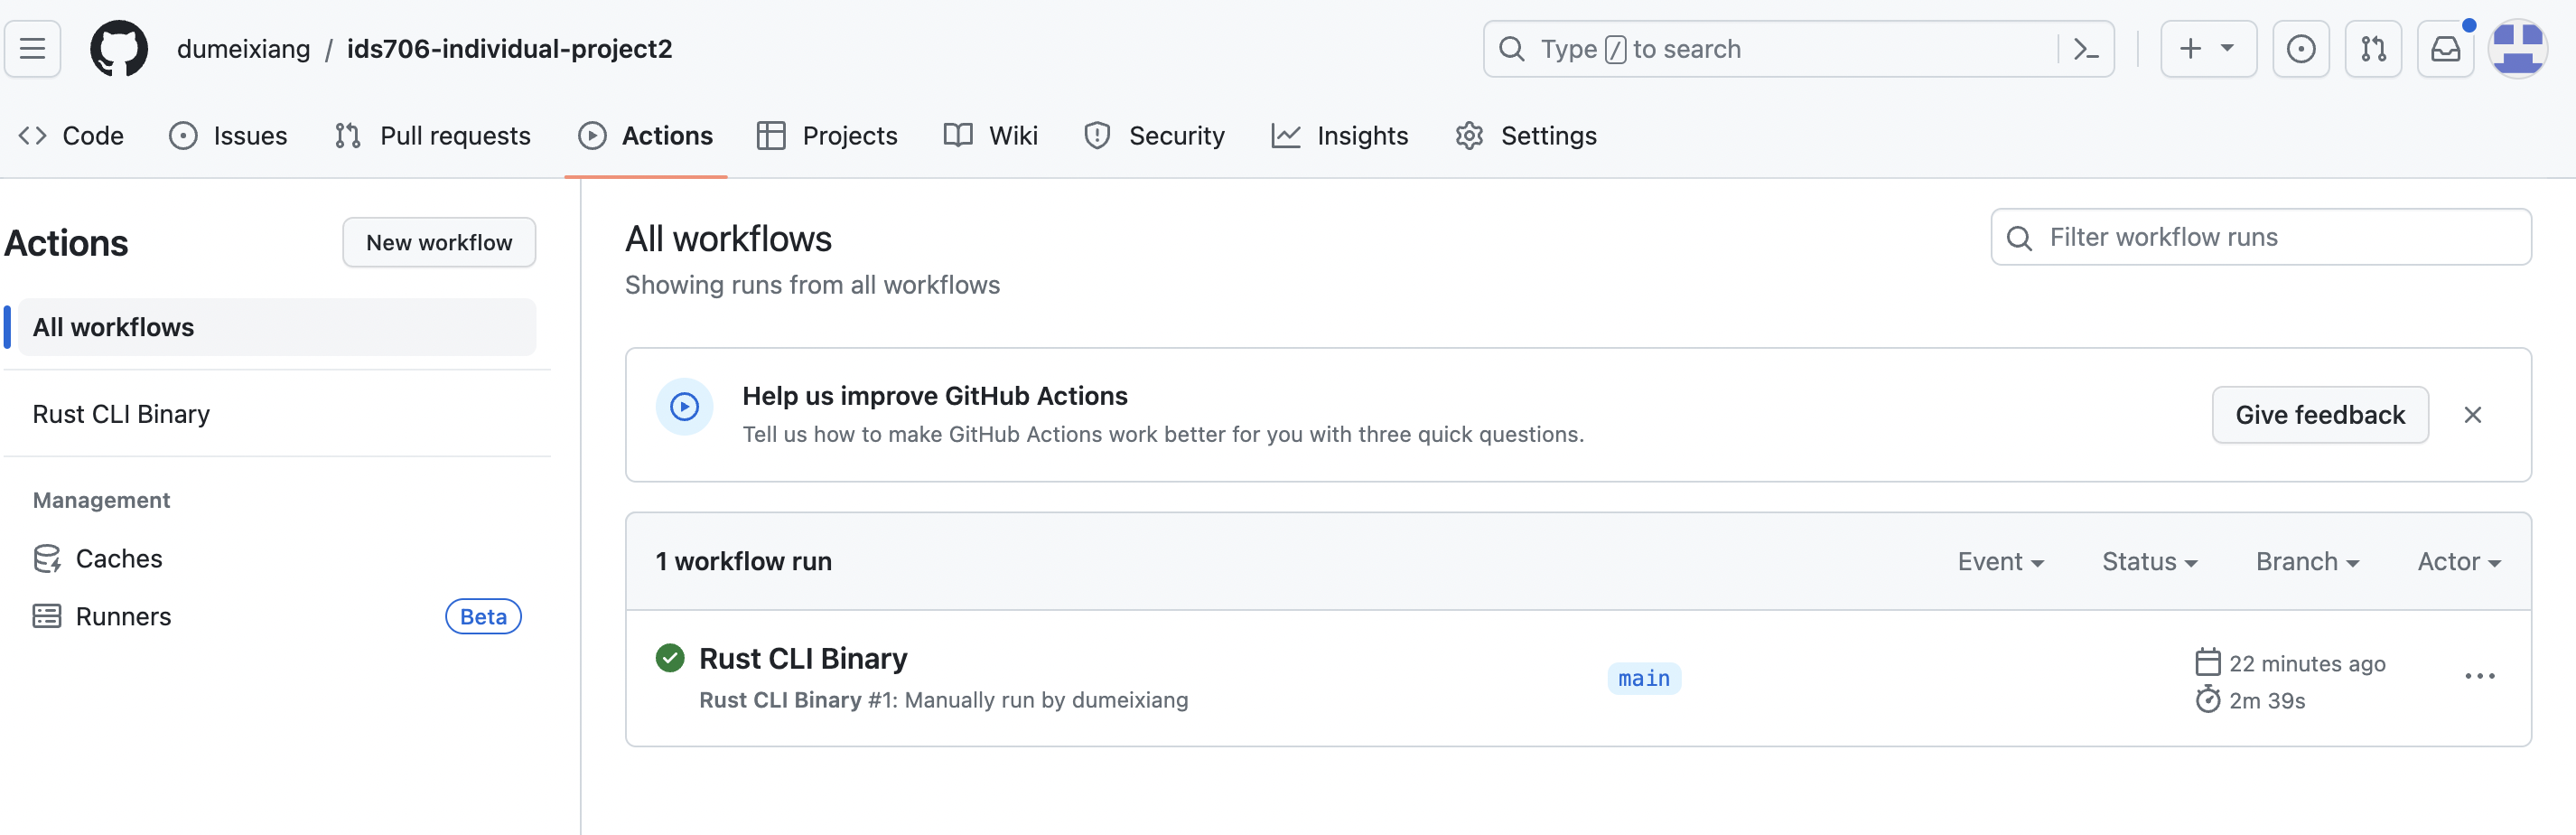 dumeixiang / ids706-individual-project2
Type / to search
Code Issues Pull requests Actions Projects Wiki Security Insights Settings
Actions
New workflow
All workflows
Rust CLI Binary
Management
Caches
Runners Beta
All workflows
Showing runs from all workflows
Filter workflow runs
Help us improve GitHub Actions
Tell us how to make GitHub Actions work better for you with three quick questions.
Give feedback
1 workflow run
Event Status Branch Actor
Rust CLI Binary
Rust CLI Binary #1: Manually run by dumeixiang
main
22 minutes ago
2m 39s